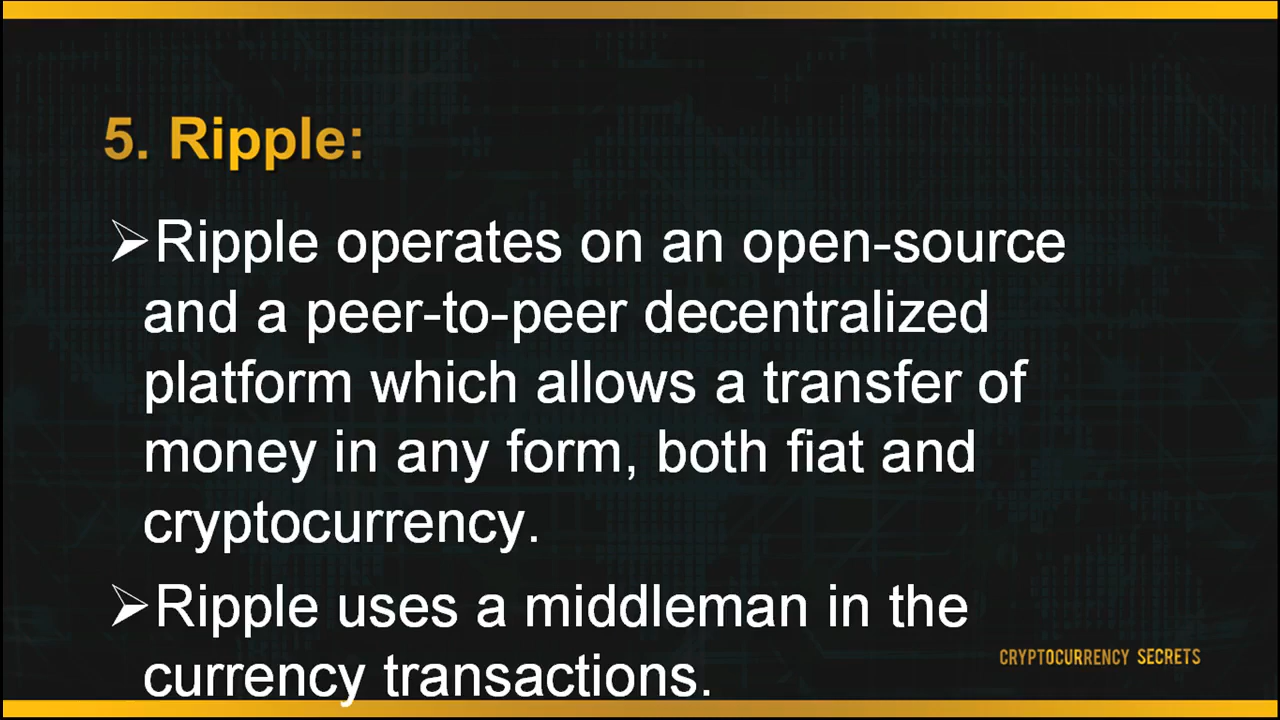 5. Ripple:
➢Ripple operates on an open-source
and a peer-to-peer decentralized
platform which allows a transfer of
money in any form, both fiat and
cryptocurrency.
➢Ripple uses a middleman in the
currency transactions.
CRYPTOCURRENCY SECRETS